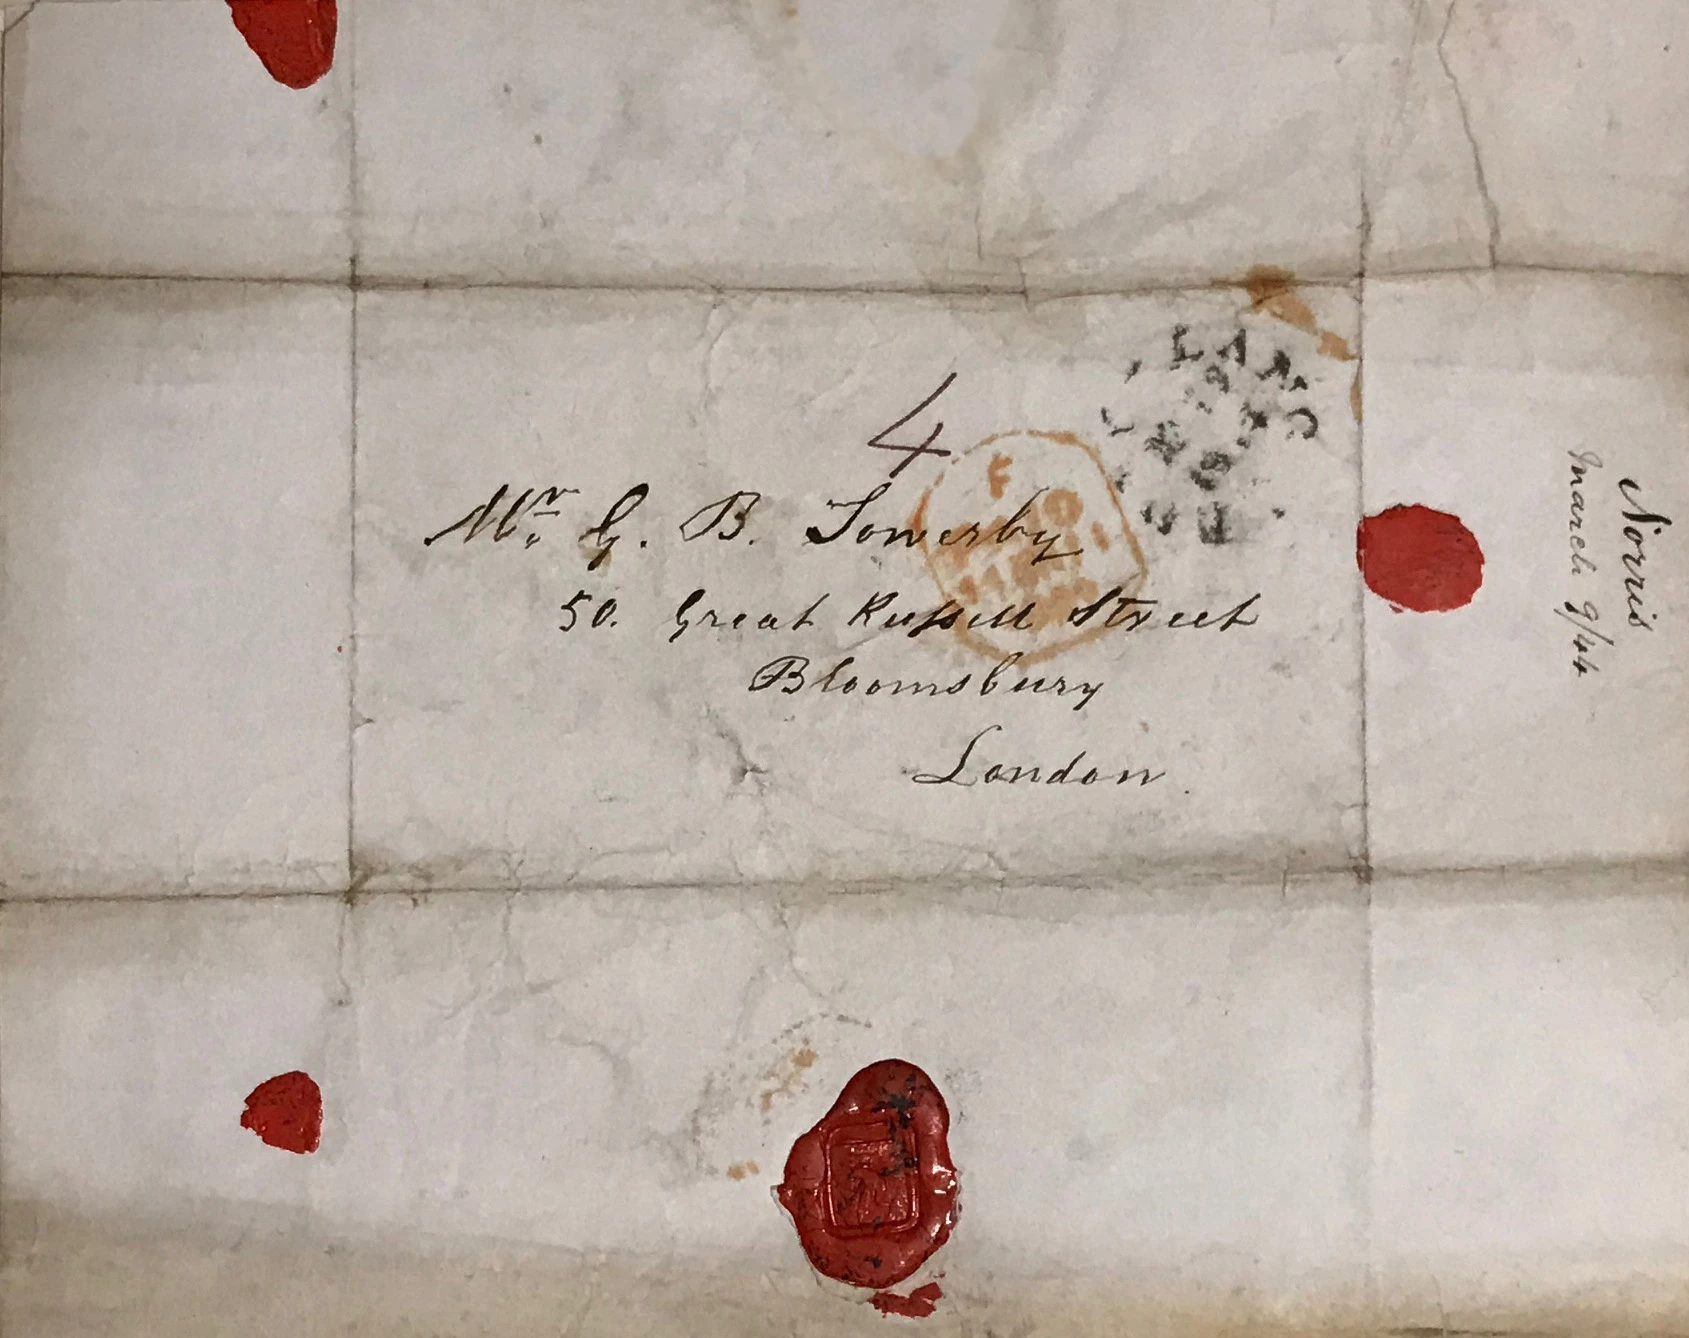 4
Mr. G. B. Sowerby
50. Great Russell Street
Bloomsbury
London
Norris
March 9/44